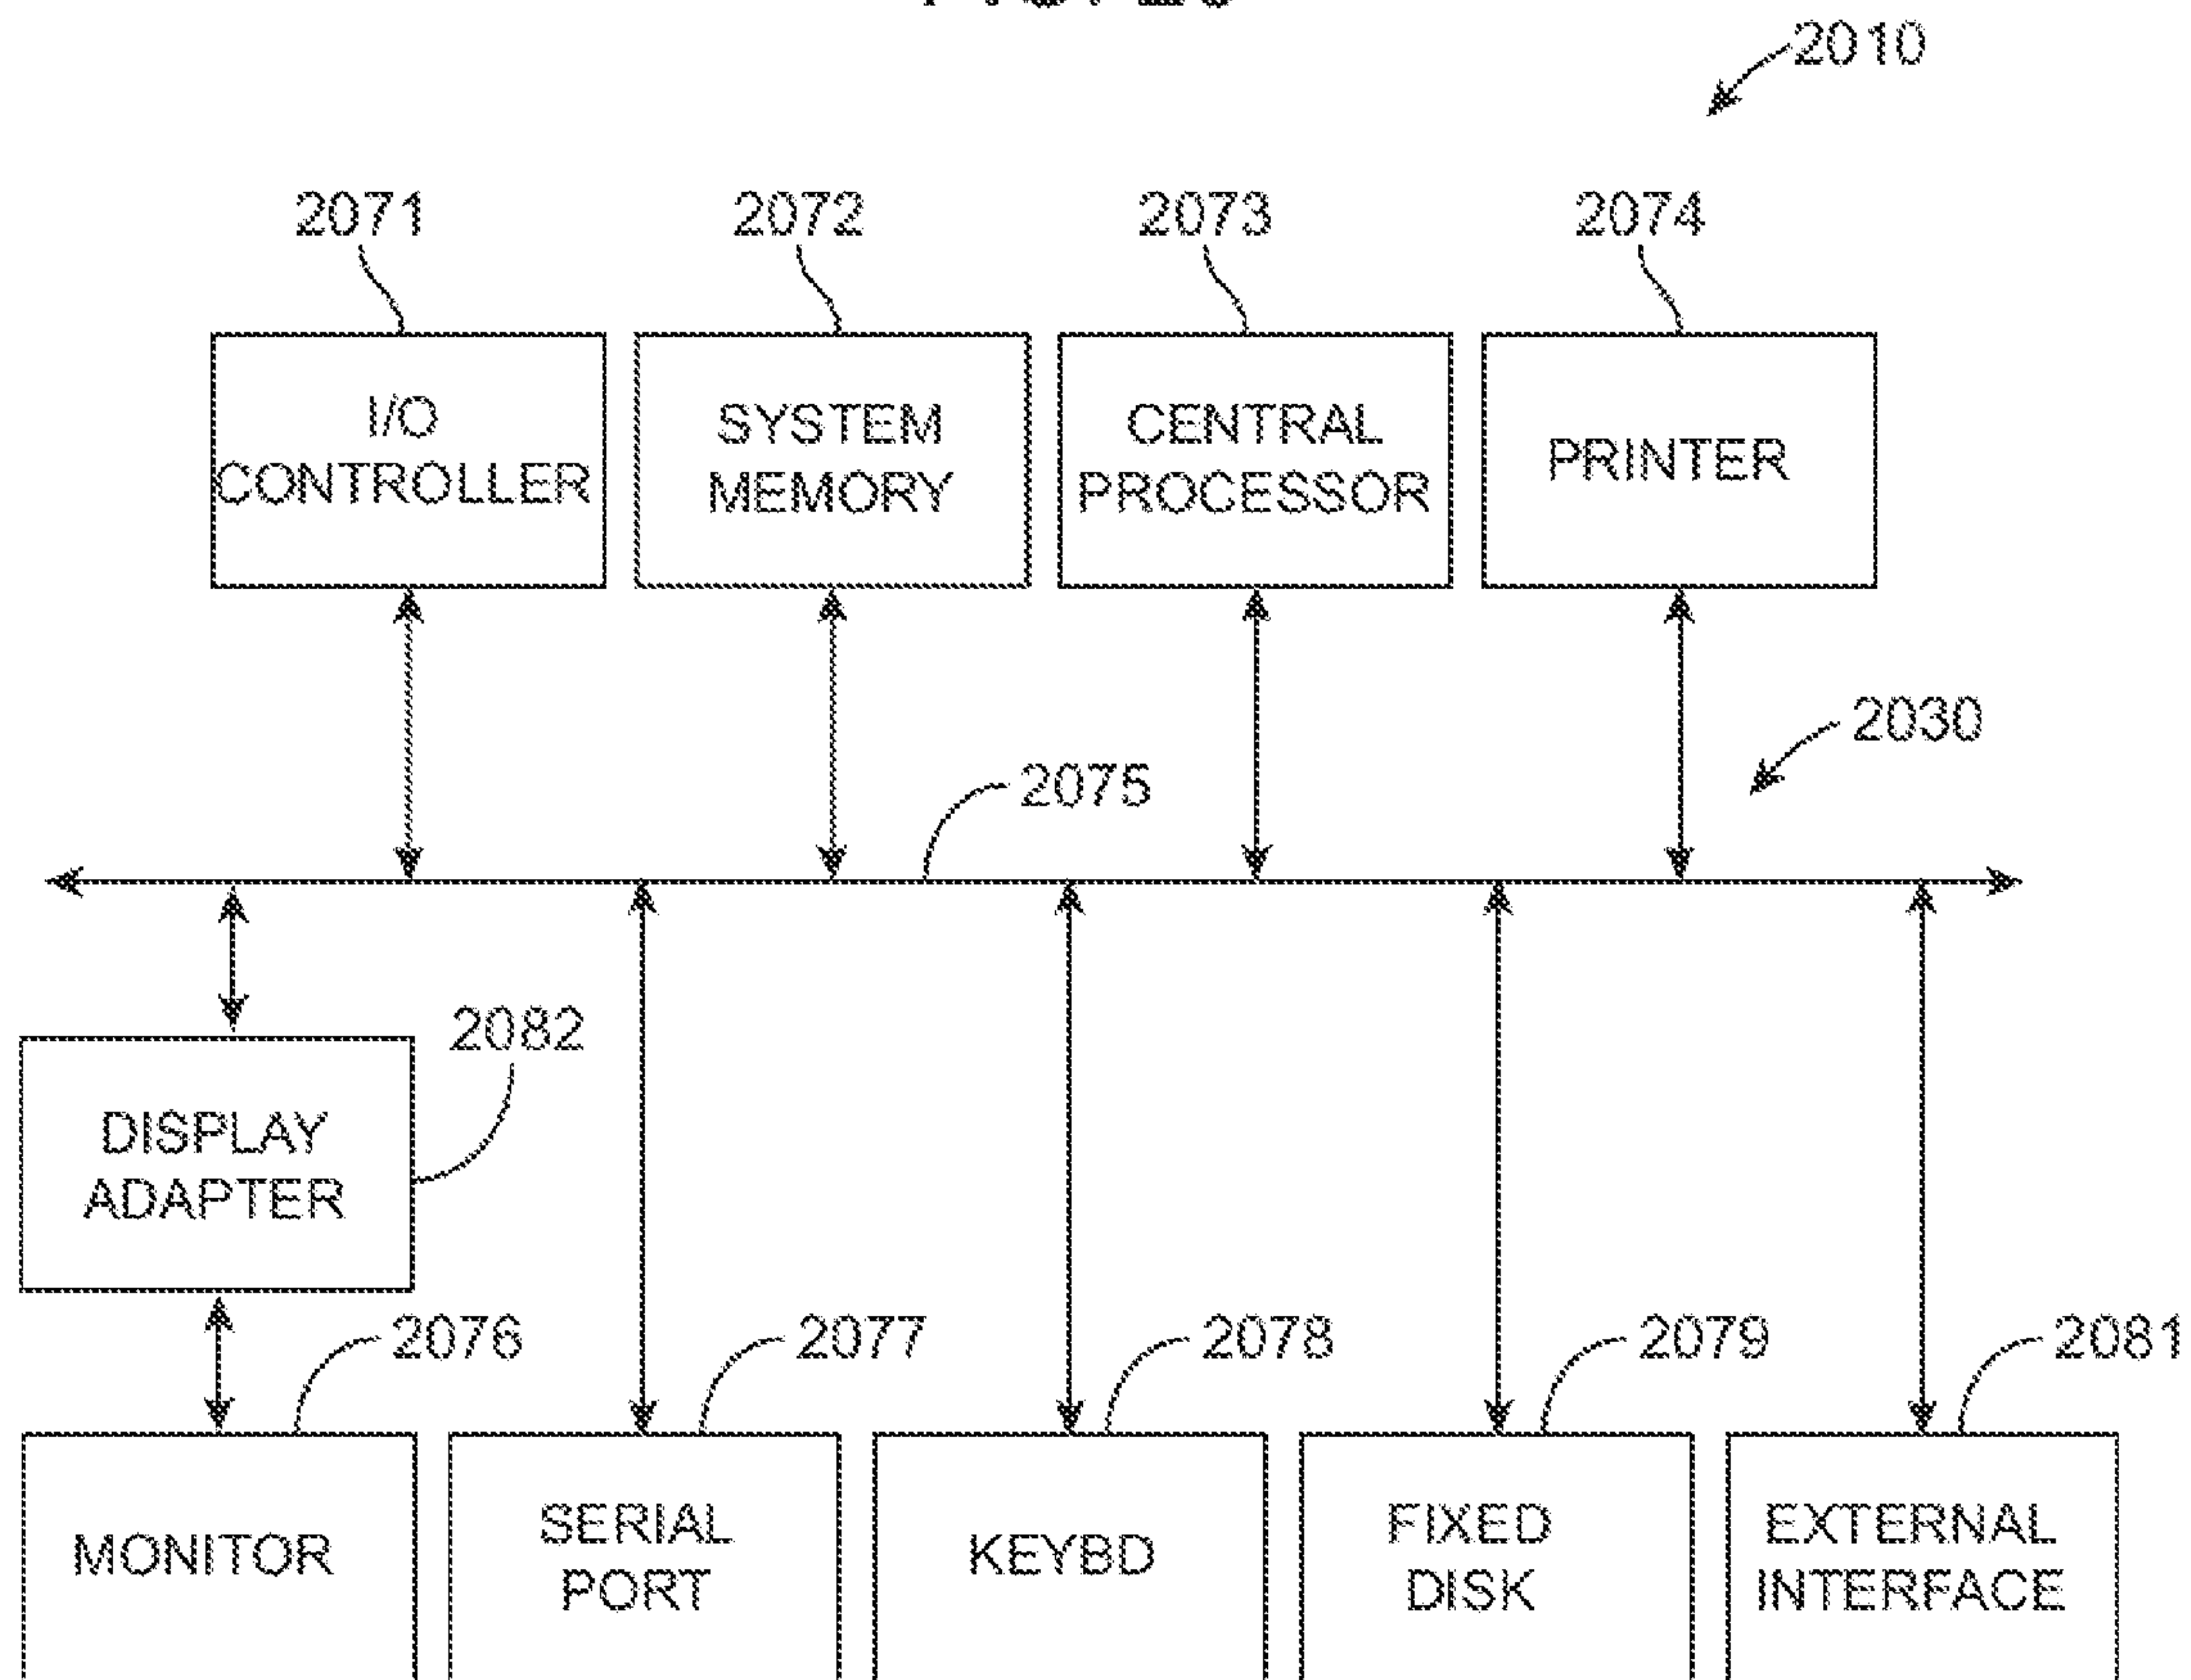 2010
2071
2072
2073
2074
I/O
CONTROLLER
SYSTEM
MEMORY
CENTRAL
PROCESSOR
PRINTER
2030
2075
2082
DISPLAY
ADAPTER
2076
2077
2078
2079
2081
MONITOR
SERIAL
PORT
KEYBD
FIXED
DISK
EXTERNAL
INTERFACE